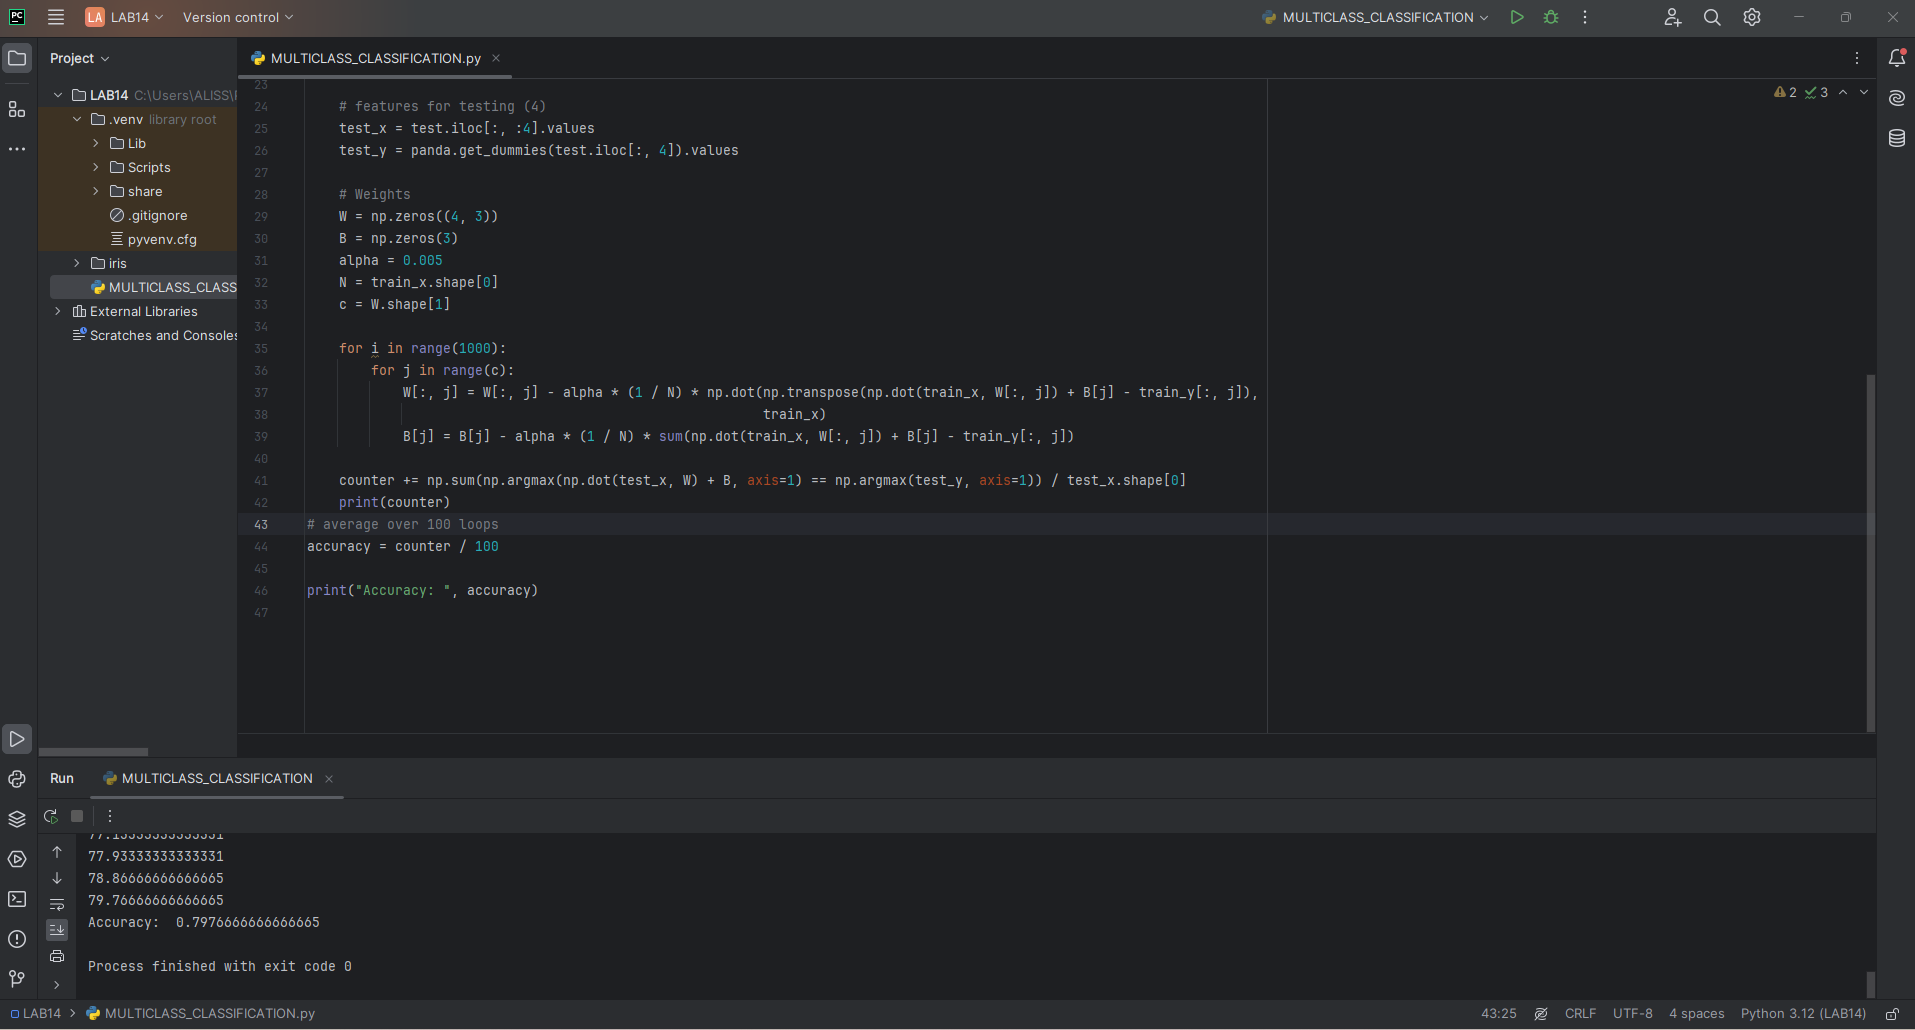 PC LA LAB14 Version control MULTICLASS_CLASSIFICATION
Project
MULTICLASS_CLASSIFICATION.py
LAB14 C:\Users\ALISS\
.venv library root
Lib
Scripts
share
.gitignore
pyvenv.cfg
iris
MULTICLASS_CLASS
External Libraries
Scratches and Consoles
2 3
23
24 # features for testing (4)
25 test_x = test.iloc[:, :4].values
26 test_y = panda.get_dummies(test.iloc[:, 4]).values
27
28 # Weights
29 W = np.zeros((4, 3))
30 B = np.zeros(3)
31 alpha = 0.005
32 N = train_x.shape[0]
33 c = W.shape[1]
34
35 for i in range(1000):
36 for j in range(c):
37 W[:, j] = W[:, j] - alpha * (1 / N) * np.dot(np.transpose(np.dot(train_x, W[:, j]) + B[j] - train_y[:, j]),
38 train_x)
39 B[j] = B[j] - alpha * (1 / N) * sum(np.dot(train_x, W[:, j]) + B[j] - train_y[:, j])
40
41 counter += np.sum(np.argmax(np.dot(test_x, W) + B, axis=1) == np.argmax(test_y, axis=1)) / test_x.shape[0]
42 print(counter)
43 # average over 100 loops
44 accuracy = counter / 100
45
46 print("Accuracy: ", accuracy)
47
Run MULTICLASS_CLASSIFICATION
77.13333333333331
77.93333333333331
78.86666666666665
79.76666666666665
Accuracy:  0.7976666666666665
Process finished with exit code 0
LAB14 > MULTICLASS_CLASSIFICATION.py 43:25 CRLF UTF-8 4 spaces Python 3.12 (LAB14)